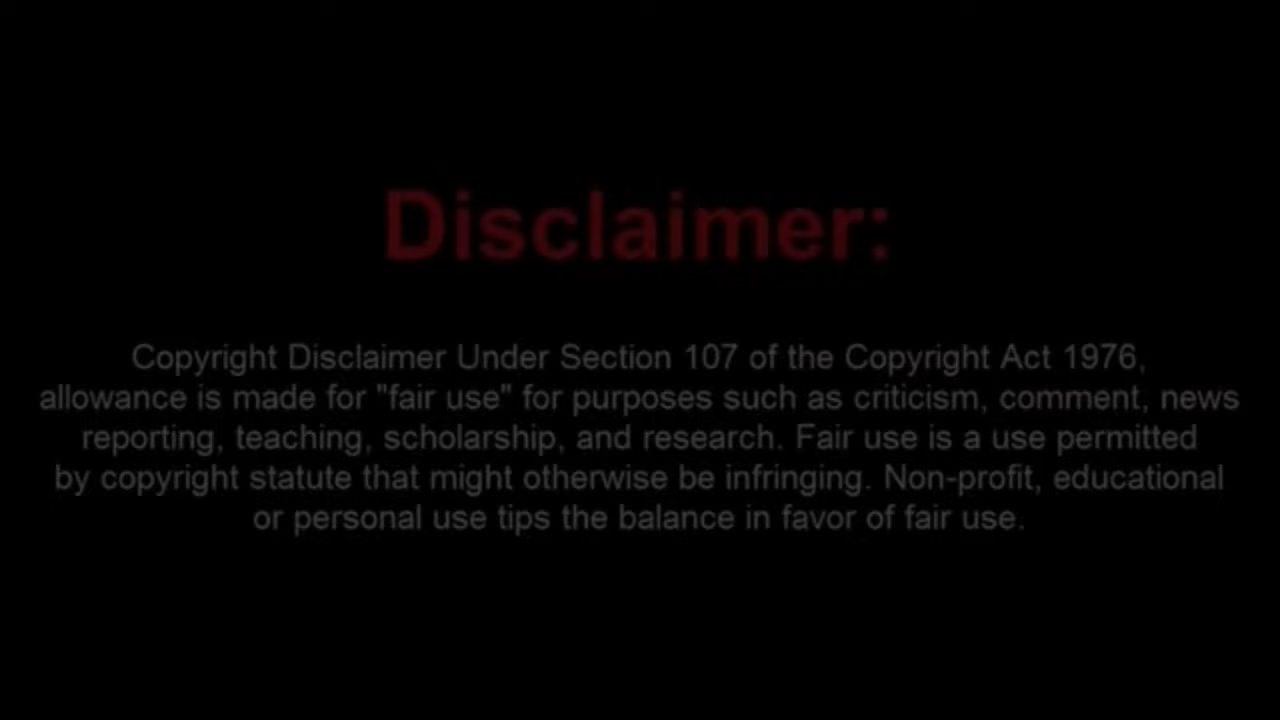 Disclaimer:
Copyright Disclaimer Under Section 107 of the Copyright Act 1976,
allowance is made for "fair use" for purposes such as criticism, comment, news
reporting, teaching, scholarship, and research. Fair use is a use permitted
by copyright statute that might otherwise be infringing. Non-profit, educational
or personal use tips the balance in favor of fair use.